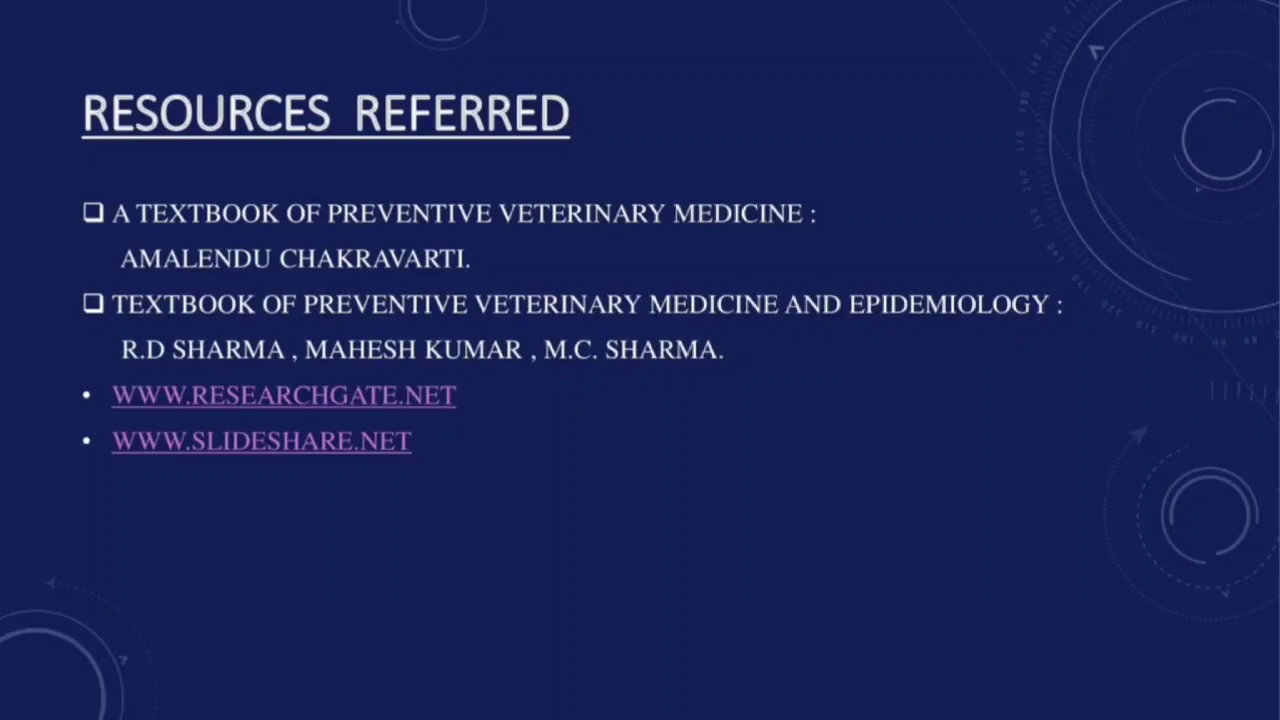 RESOURCES REFERRED
❑ A TEXTBOOK OF PREVENTIVE VETERINARY MEDICINE :
AMALENDU CHAKRAVARTI.
❑ TEXTBOOK OF PREVENTIVE VETERINARY MEDICINE AND EPIDEMIOLOGY :
R.D SHARMA , MAHESH KUMAR , M.C. SHARMA.
• WWW.RESEARCHGATE.NET
• WWW.SLIDESHARE.NET